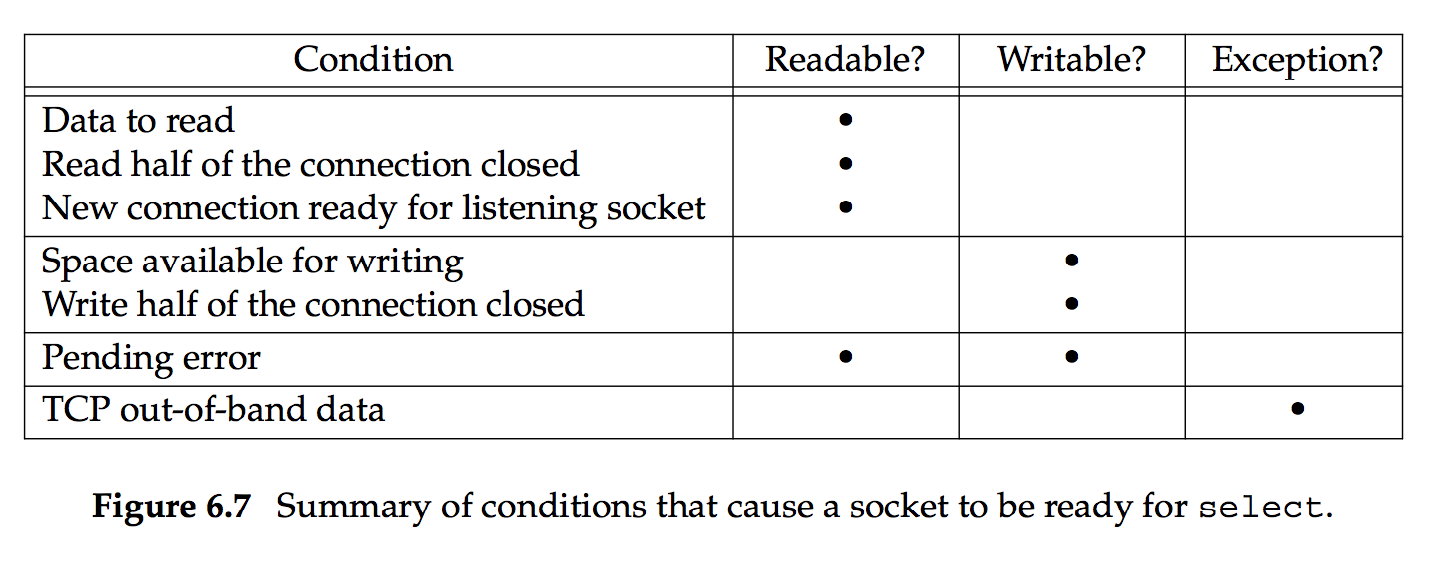 Condition Readable? Writable? Exception?
Data to read •
Read half of the connection closed •
New connection ready for listening socket •
Space available for writing •
Write half of the connection closed •
Pending error • •
TCP out-of-band data •
Figure 6.7 Summary of conditions that cause a socket to be ready for select.